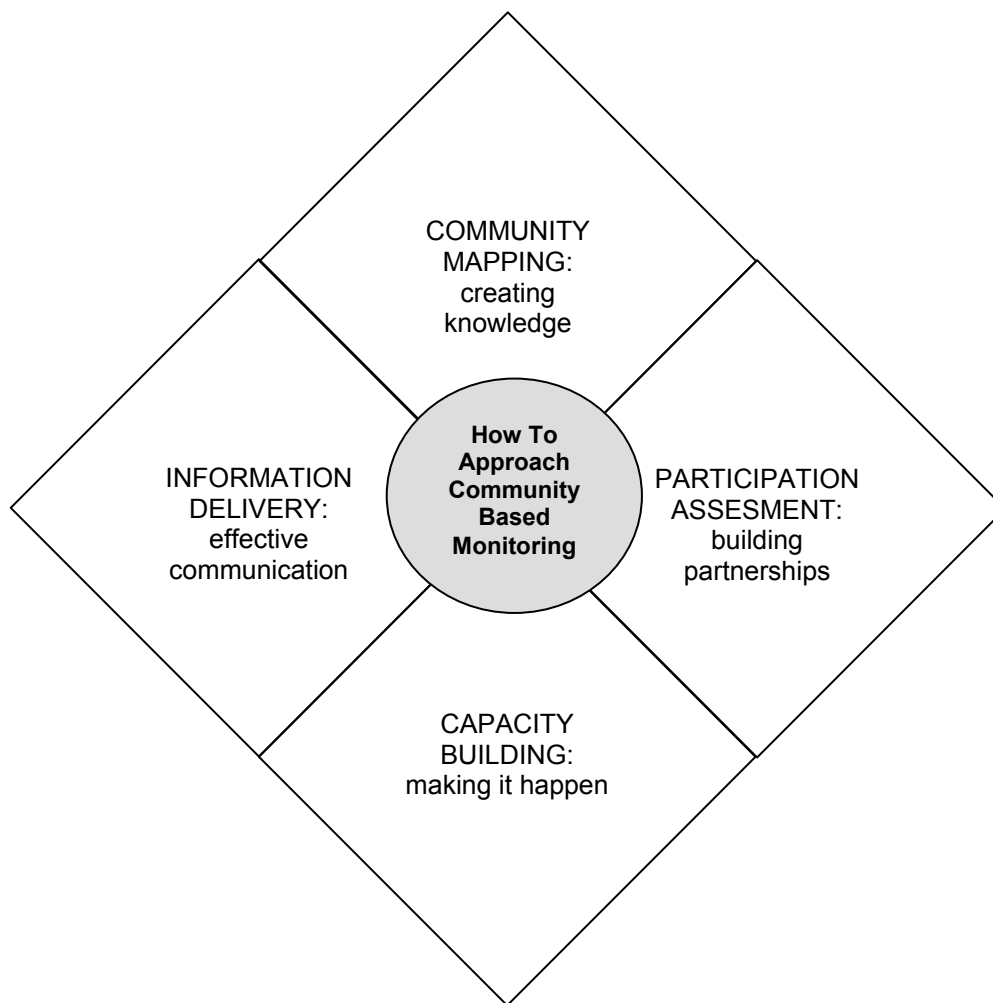 COMMUNITY
MAPPING:
creating
knowledge
How To
Approach
Community
Based
Monitoring
INFORMATION
DELIVERY:
effective
communication
PARTICIPATION
ASSESMENT:
building
partnerships
CAPACITY
BUILDING:
making it happen